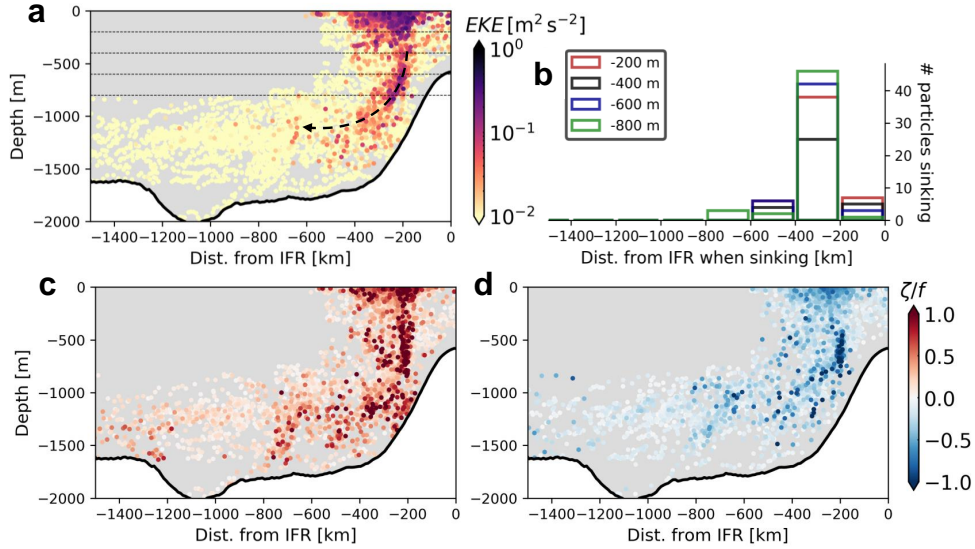 a
0
−500
−1000
−1500
−2000
Depth [m]
−1400 −1200 −1000 −800 −600 −400 −200 0
Dist. from IFR [km]
EKE [m² s⁻²]
10⁰
10⁻¹
10⁻²
b
-200 m
-400 m
-600 m
-800 m
40
30
20
10
0
# particles sinking
−1400 −1200 −1000 −800 −600 −400 −200 0
Dist. from IFR when sinking [km]
c
0
−500
−1000
−1500
−2000
Depth [m]
−1400 −1200 −1000 −800 −600 −400 −200 0
Dist. from IFR [km]
d
0
−500
−1000
−1500
−2000
−1400 −1200 −1000 −800 −600 −400 −200 0
Dist. from IFR [km]
ζ/f
1.0
0.5
0.0
−0.5
−1.0